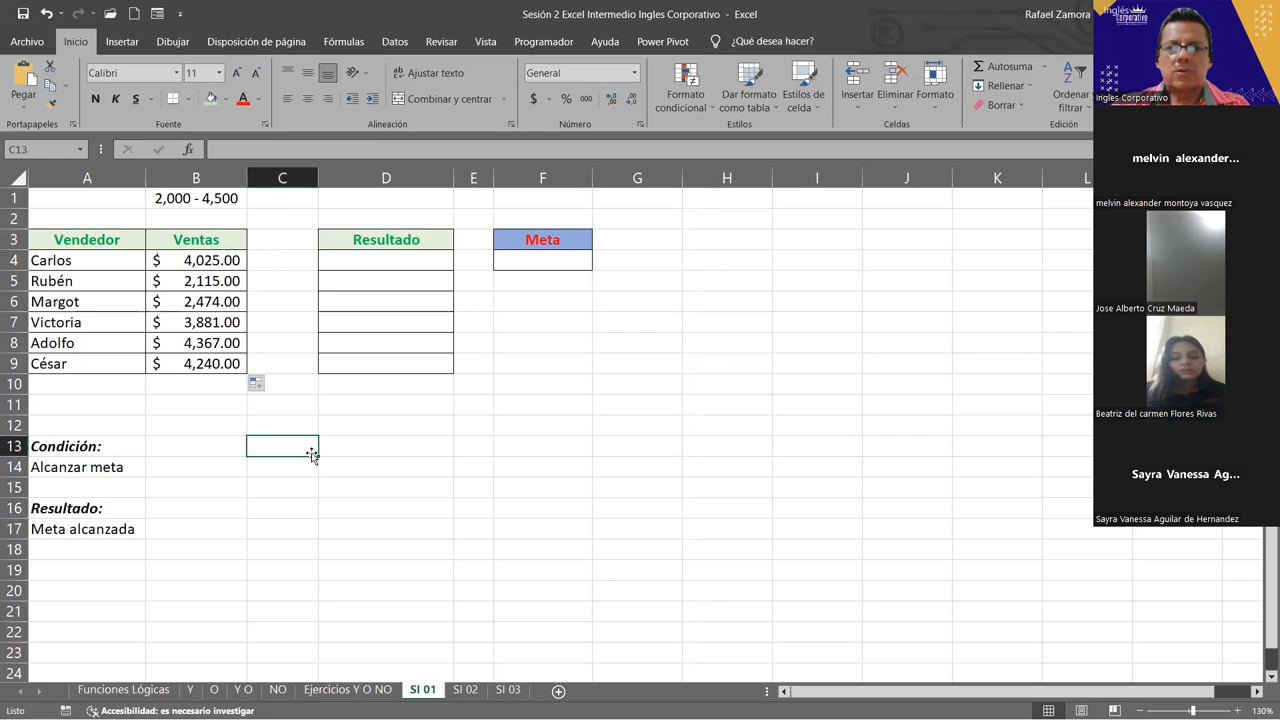 Sesión 2 Excel Intermedio Ingles Corporativo - Excel
Rafael Zamora
Archivo Inicio Insertar Dibujar Disposición de página Fórmulas Datos Revisar Vista Programador Ayuda Power Pivot ¿Qué desea hacer?
Pegar
Calibri 11
N K S
Ajustar texto
Combinar y centrar
General
$ % 000
Formato condicional
Dar formato como tabla
Estilos de celda
Insertar Eliminar Formato
Autosuma
Rellenar
Borrar
Ordenar filtrar
Portapapeles Fuente Alineación Número Estilos Celdas Edición
C13 fx
A B C D E F G H I J K L
1 2,000 - 4,500
2
3 Vendedor Ventas Resultado Meta
4 Carlos $ 4,025.00
5 Rubén $ 2,115.00
6 Margot $ 2,474.00
7 Victoria $ 3,881.00
8 Adolfo $ 4,367.00
9 César $ 4,240.00
10
11
12
13 Condición:
14 Alcanzar meta
15
16 Resultado:
17 Meta alcanzada
18
19
20
21
22
23
24
Funciones Lógicas Y O Y O NO Ejercicios Y O NO SI 01 SI 02 SI 03
Listo Accesibilidad: es necesario investigar 130%
Inglés
Corporativo
Ingles Corporativo
melvin alexander...
melvin alexander montoya vasquez
Jose Alberto Cruz Maeda
Beatriz del carmen Flores Rivas
Sayra Vanessa Ag...
Sayra Vanessa Aguilar de Hernandez